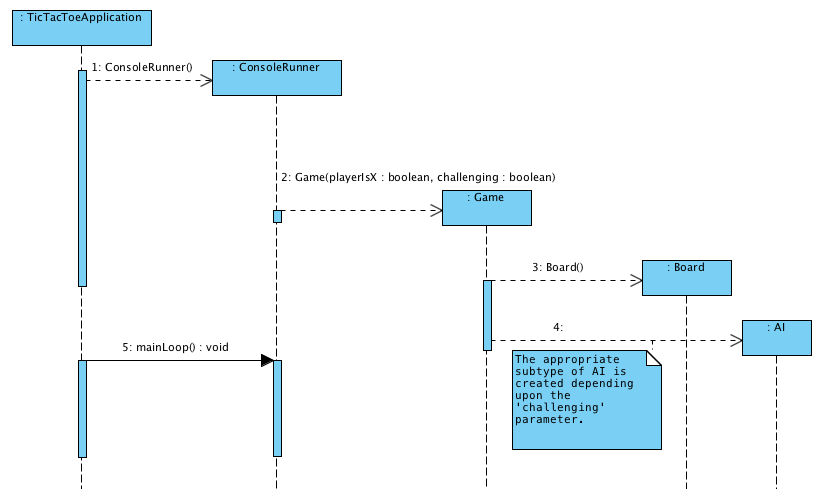 : TicTacToeApplication
1: ConsoleRunner()
: ConsoleRunner
2: Game(playerIsX : boolean, challenging : boolean)
: Game
3: Board()
: Board
4:
: AI
The appropriate
subtype of AI is
created depending
upon the
'challenging'
parameter.
5: mainLoop() : void